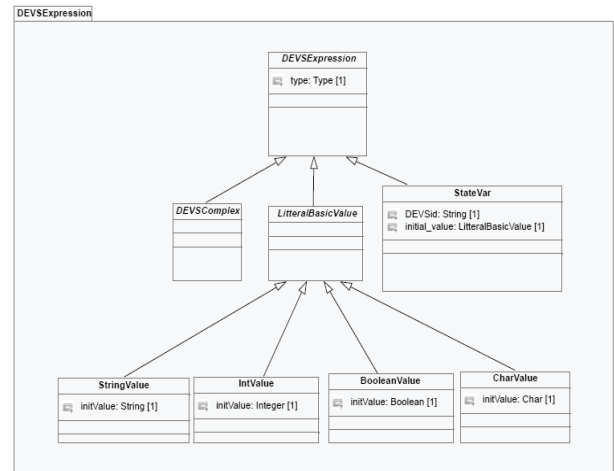 DEVSExpression
DEVSExpression
type: Type [1]
DEVSComplex
LitteralBasicValue
StateVar
DEVSid: String [1]
initial_value: LitteralBasicValue [1]
StringValue
initValue: String [1]
IntValue
initValue: Integer [1]
BooleanValue
initValue: Boolean [1]
CharValue
initValue: Char [1]